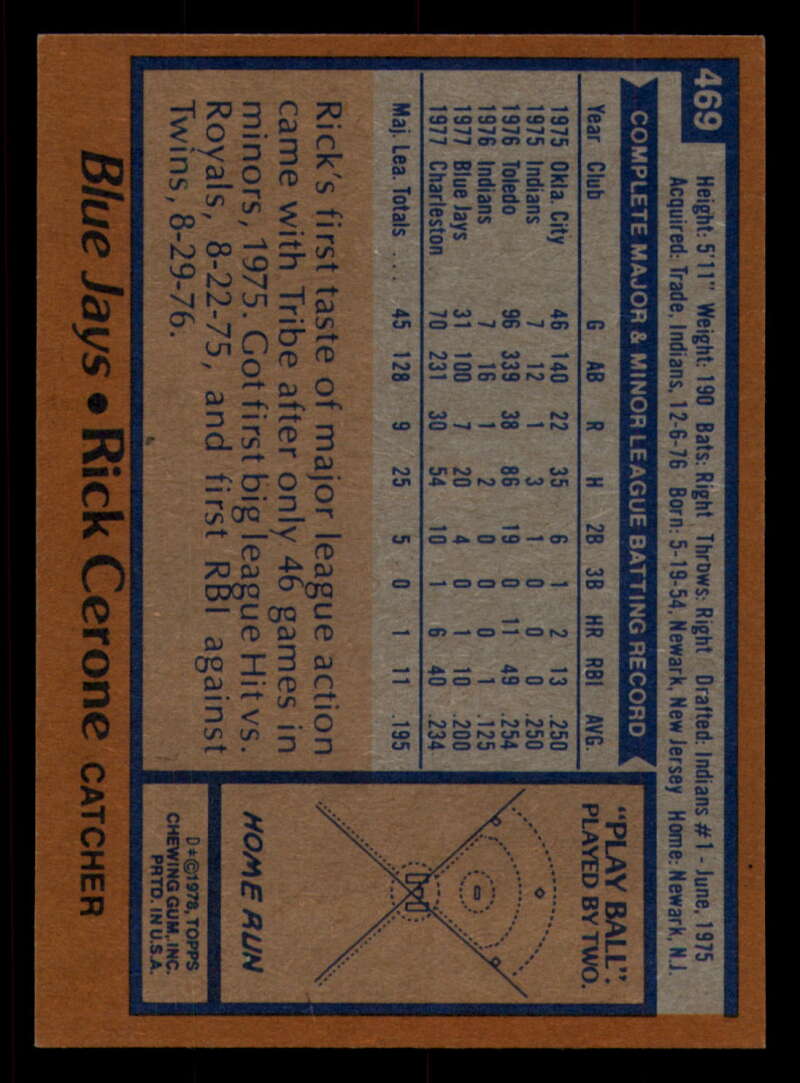 469
Height: 5'11" Weight: 190 Bats: Right Throws: Right Drafted: Indians #1 - June, 1975
Acquired: Trade, Indians, 12-6-76 Born: 5-19-54, Newark, New Jersey Home: Newark, N.J.
COMPLETE MAJOR & MINOR LEAGUE BATTING RECORD
Year Club G AB R H 2B 3B HR RBI AVG.
1975 Okla. City 46 140 22 35 6 1 2 13 .250
1975 Indians 7 12 1 3 1 0 0 0 .250
1976 Toledo 96 339 38 86 19 0 11 49 .254
1976 Indians 7 16 1 2 0 0 0 1 .125
1977 Blue Jays 31 100 7 20 4 0 1 10 .200
1977 Charleston 70 231 30 54 10 1 6 40 .234
Maj. Lea. Totals .... 45 128 9 25 5 0 1 11 .195
Rick's first taste of major league action
came with Tribe after only 46 games in
minors, 1975. Got first big league Hit vs.
Royals, 8-22-75, and first RBI against
Twins, 8-29-76.
"PLAY BALL":
PLAYED BY TWO.
HOME RUN
D*©1978, TOPPS
CHEWING GUM, INC.
PRTD. IN U.S.A.
Blue Jays • Rick Cerone CATCHER